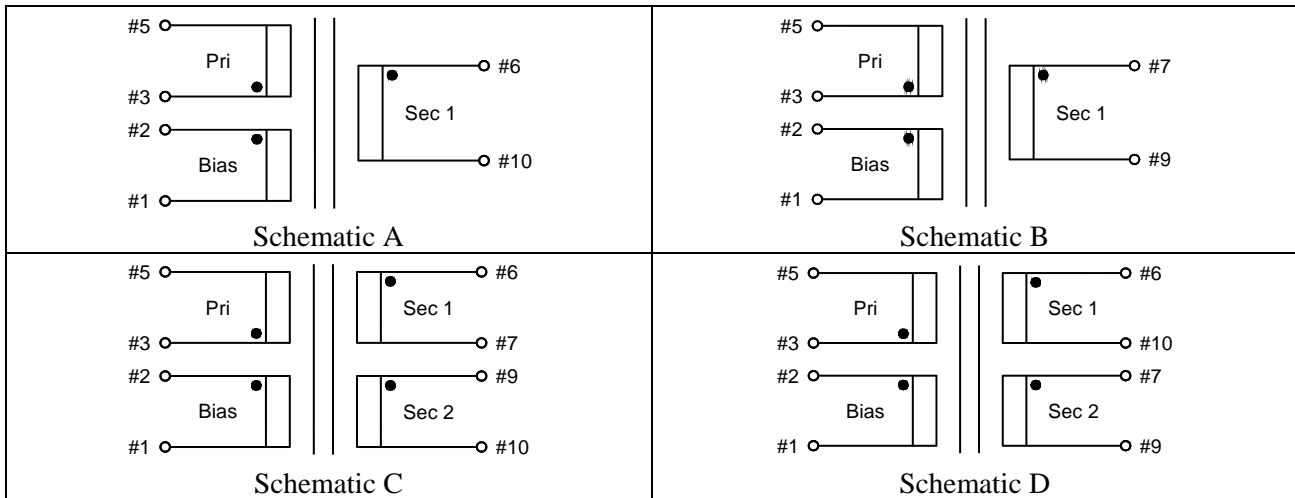 #5
Pri
#3
#2
Bias
#1
#6
Sec 1
#10
Schematic A
#5
Pri
#3
#2
Bias
#1
#7
Sec 1
#9
Schematic B
#5
Pri
#3
#2
Bias
#1
#6
Sec 1
#7
#9
Sec 2
#10
Schematic C
#5
Pri
#3
#2
Bias
#1
#6
Sec 1
#10
#7
Sec 2
#9
Schematic D